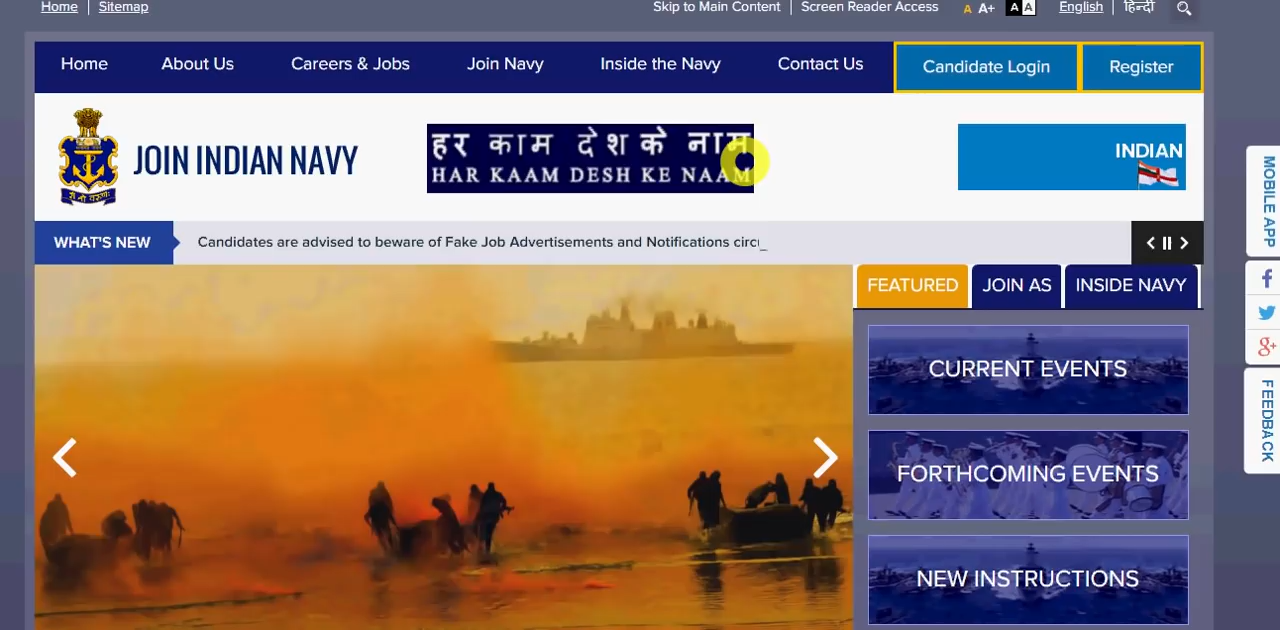 Home Sitemap Skip to Main Content Screen Reader Access A A+ A A English हिन्दी
Home About Us Careers & Jobs Join Navy Inside the Navy Contact Us Candidate Login Register
JOIN INDIAN NAVY
हर काम देश के नाम
HAR KAAM DESH KE NAAM
INDIAN
WHAT'S NEW Candidates are advised to beware of Fake Job Advertisements and Notifications circu_
FEATURED JOIN AS INSIDE NAVY
CURRENT EVENTS
FORTHCOMING EVENTS
NEW INSTRUCTIONS
MOBILE APP
f
g+
FEEDBACK